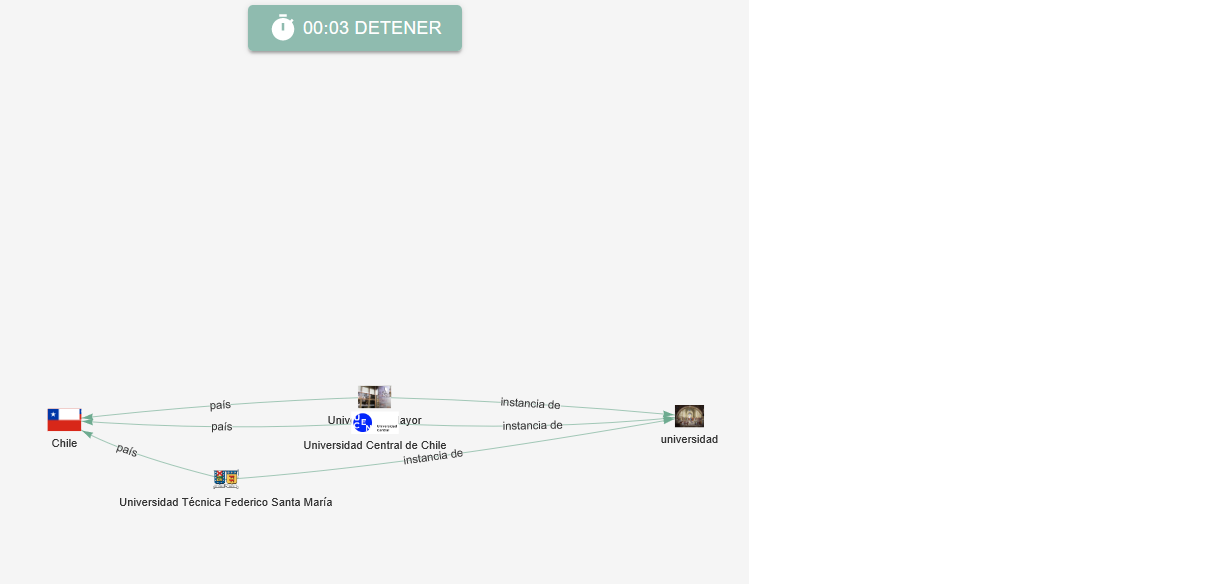 00:03 DETENER
país
instancia de
Univ ayor
país
instancia de
Chile
Universidad Central de Chile
universidad
país
instancia de
Universidad Técnica Federico Santa María